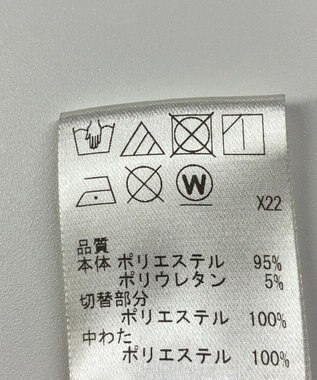 W
X22
品質
本体 ポリエステル 95%
ポリウレタン 5%
切替部分
ポリエステル 100%
中わた
ポリエステル 100%